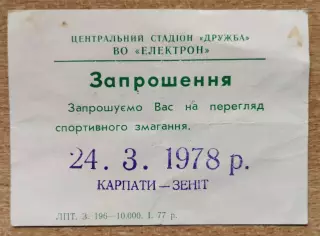 ЦЕНТРАЛЬНИЙ СТАДІОН «ДРУЖБА»
ВО «ЕЛЕКТРОН»
Запрошення
Запрошуємо Вас на перегляд
спортивного змагання.
24. 3. 1978 р.
КАРПАТИ — ЗЕНІТ
ЛПТ. З. 196—10.000. I. 77 р.